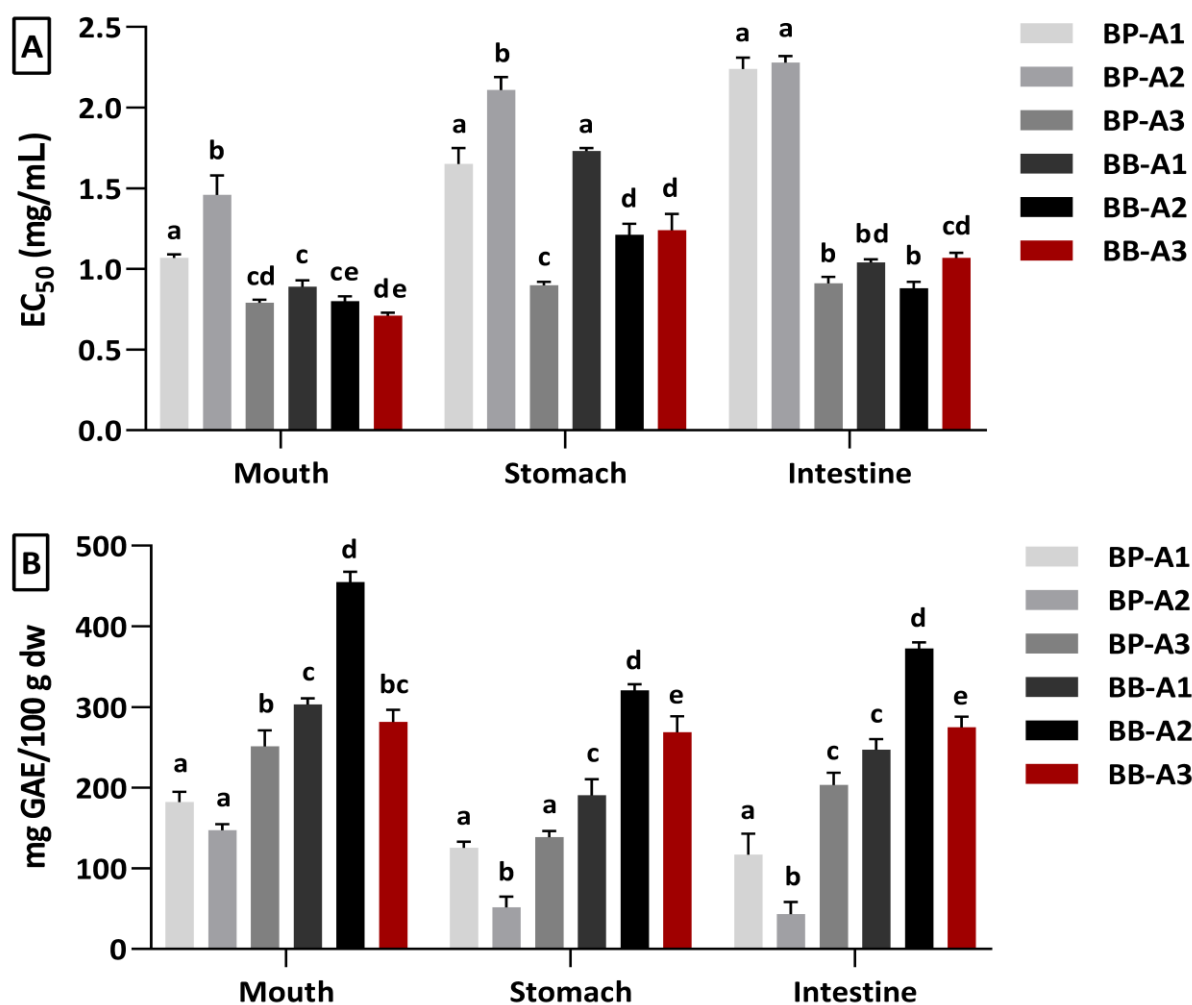 A
EC50 (mg/mL)
2.5
2.0
1.5
1.0
0.5
0.0
a
b
cd
c
ce
de
a
b
c
a
d
d
a
a
b
bd
b
cd
Mouth
Stomach
Intestine
BP-A1
BP-A2
BP-A3
BB-A1
BB-A2
BB-A3
B
mg GAE/100 g dw
500
400
300
200
100
0
a
a
b
c
d
bc
a
b
a
c
d
e
a
b
c
c
d
e
Mouth
Stomach
Intestine
BP-A1
BP-A2
BP-A3
BB-A1
BB-A2
BB-A3